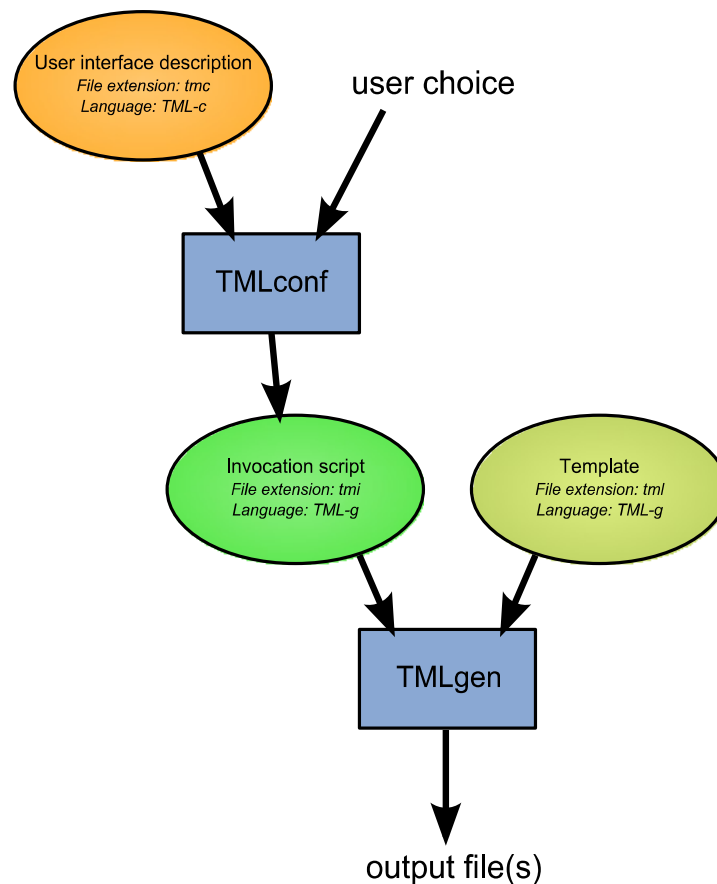 User interface description
File extension: tmc
Language: TML-c
user choice
TMLconf
Invocation script
File extension: tmi
Language: TML-g
Template
File extension: tml
Language: TML-g
TMLgen
output file(s)